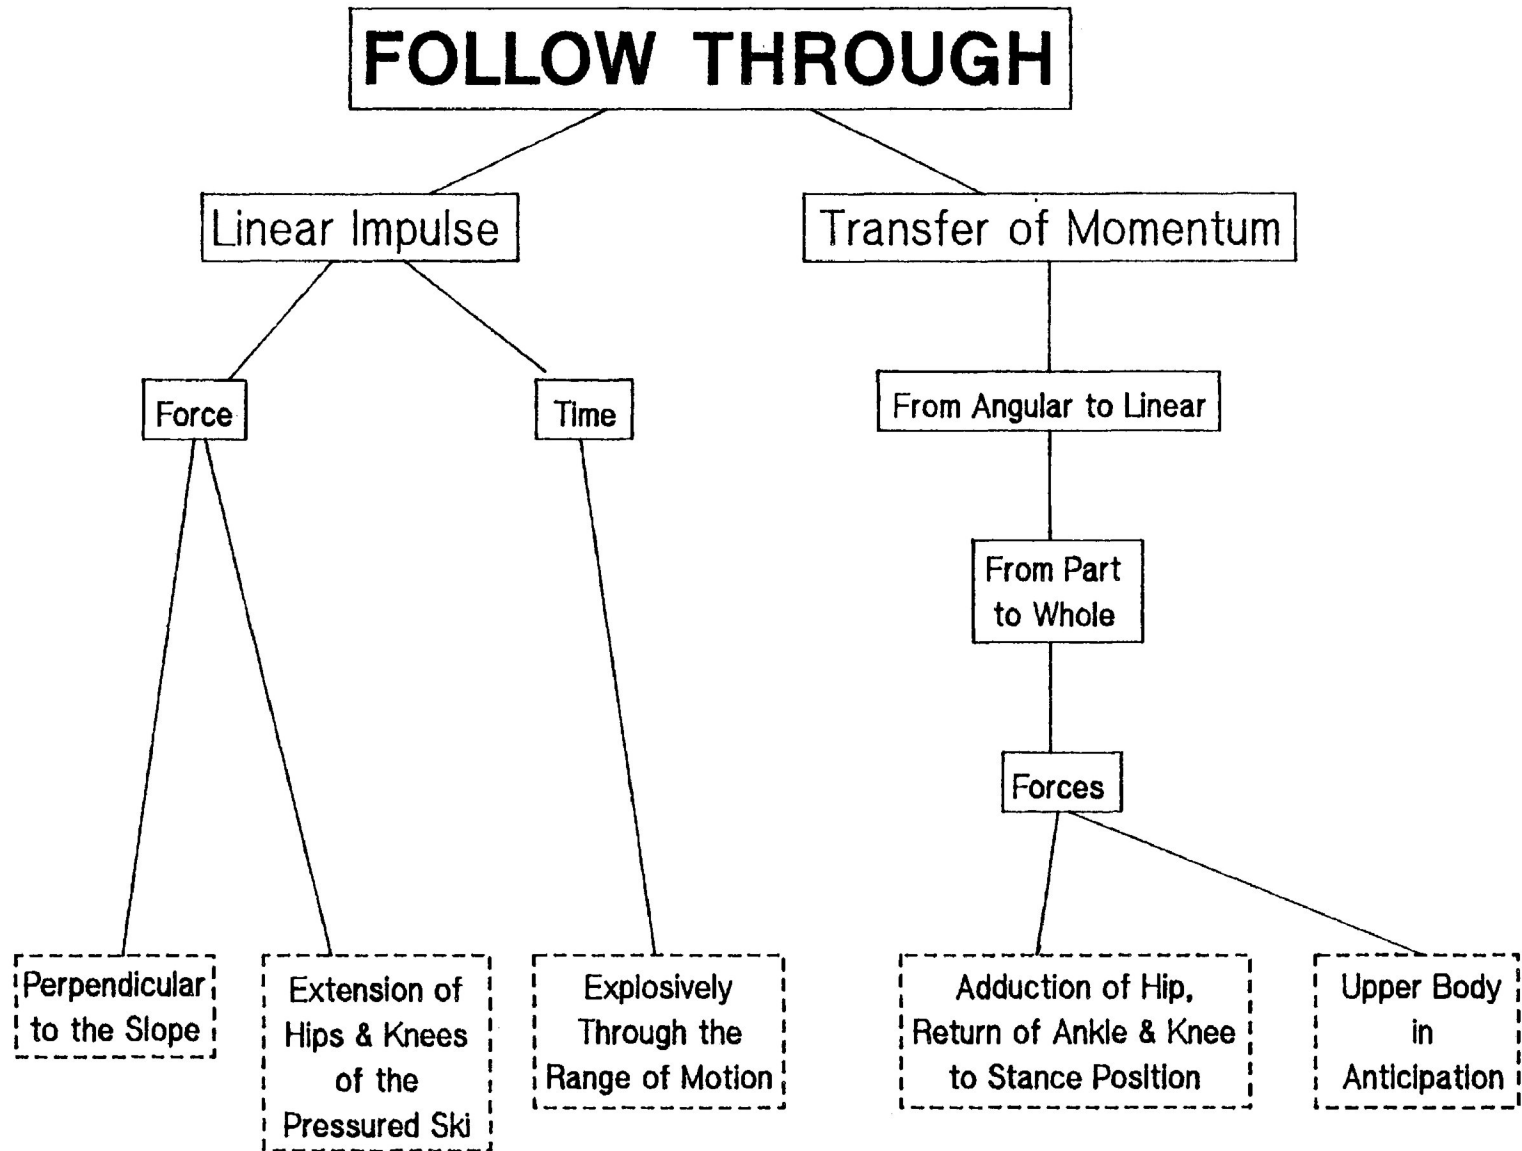 FOLLOW THROUGH
Linear Impulse
Transfer of Momentum
Force
Time
From Angular to Linear
From Part
to Whole
Forces
Perpendicular
to the Slope
Extension of
Hips & Knees
of the
Pressured Ski
Explosively
Through the
Range of Motion
Adduction of Hip,
Return of Ankle & Knee
to Stance Position
Upper Body
in
Anticipation